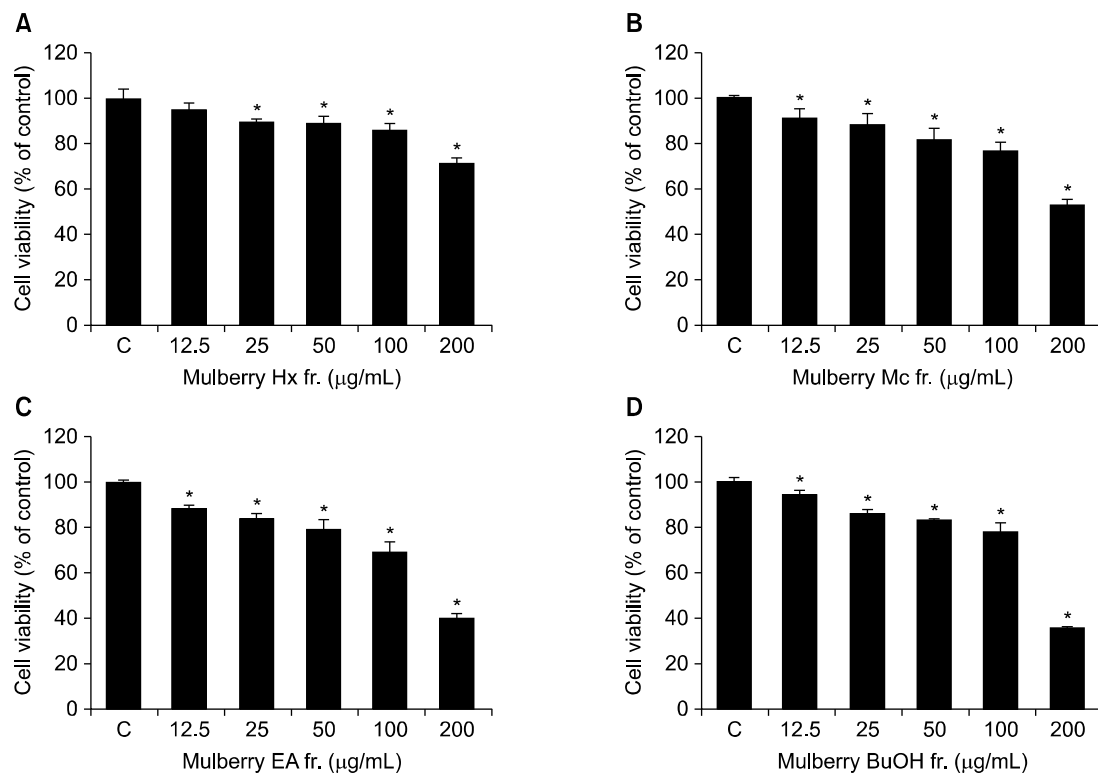 A
Cell viability (% of control)
120
100
80
60
40
20
0
* * * *
C 12.5 25 50 100 200
Mulberry Hx fr. (μg/mL)
B
Cell viability (% of control)
120
100
80
60
40
20
0
* * * * *
C 12.5 25 50 100 200
Mulberry Mc fr. (μg/mL)
C
Cell viability (% of control)
120
100
80
60
40
20
0
* * * * *
C 12.5 25 50 100 200
Mulberry EA fr. (μg/mL)
D
Cell viability (% of control)
120
100
80
60
40
20
0
* * * * *
C 12.5 25 50 100 200
Mulberry BuOH fr. (μg/mL)